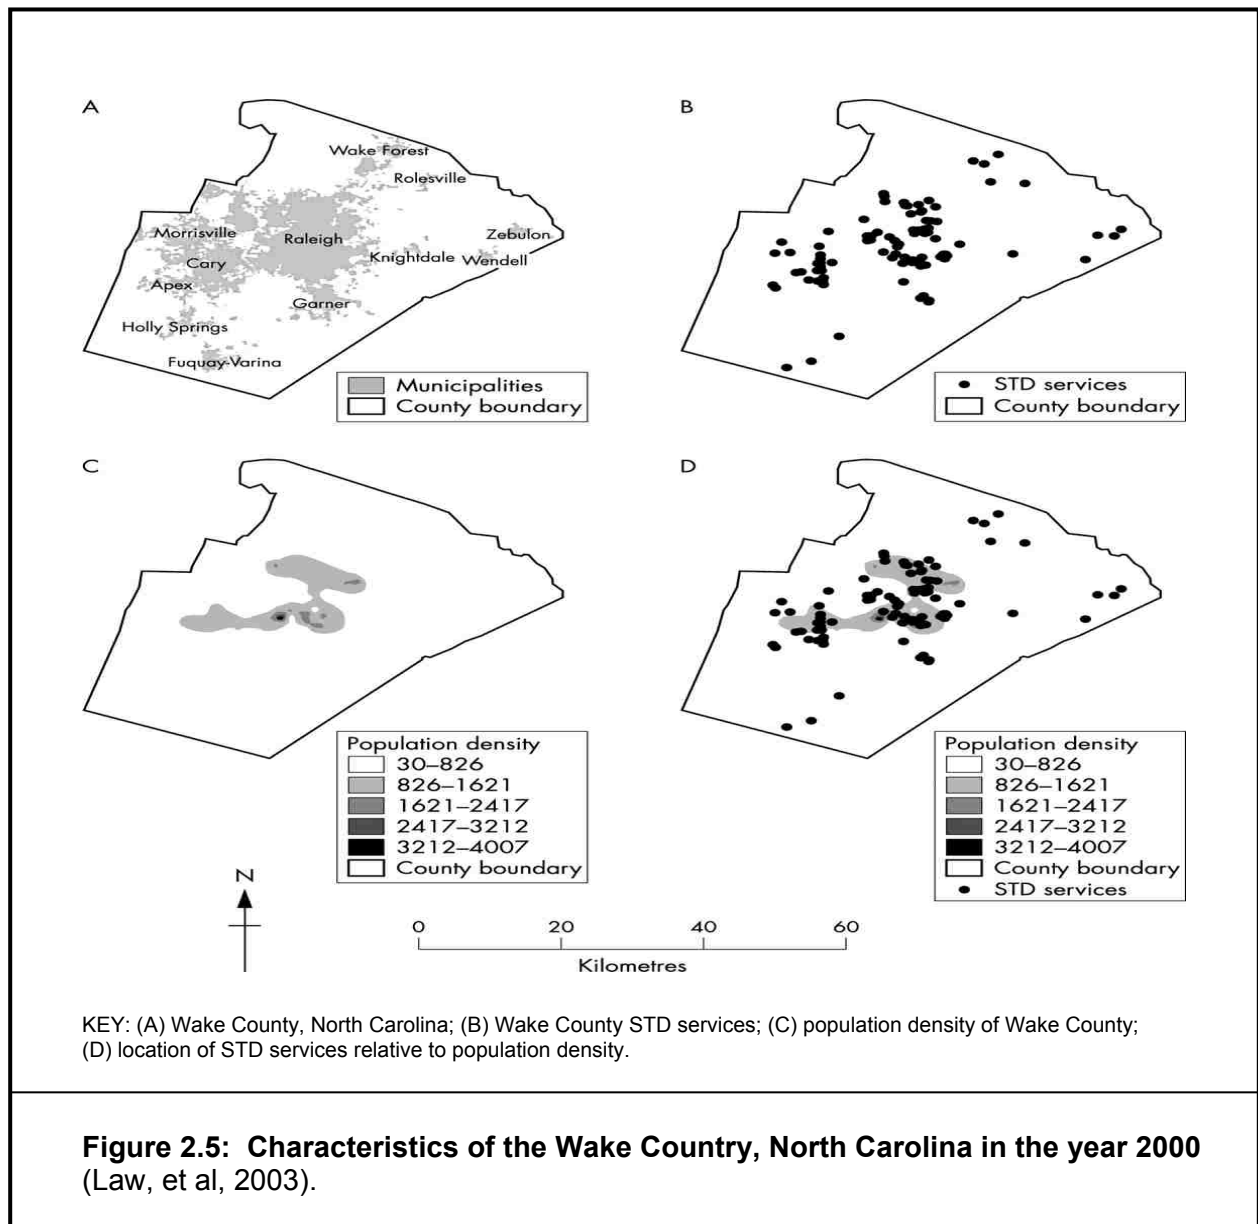 A
Wake Forest
Rolesville
Morrisville
Raleigh
Zebulon
Cary
Knightdale
Wendell
Apex
Garner
Holly Springs
Fuquay-Varina
Municipalities
County boundary
B
STD services
County boundary
C
Population density
30–826
826–1621
1621–2417
2417–3212
3212–4007
County boundary
D
Population density
30–826
826–1621
1621–2417
2417–3212
3212–4007
County boundary
STD services
N
0 20 40 60
Kilometres
KEY: (A) Wake County, North Carolina; (B) Wake County STD services; (C) population density of Wake County;
(D) location of STD services relative to population density.
Figure 2.5: Characteristics of the Wake Country, North Carolina in the year 2000
(Law, et al, 2003).